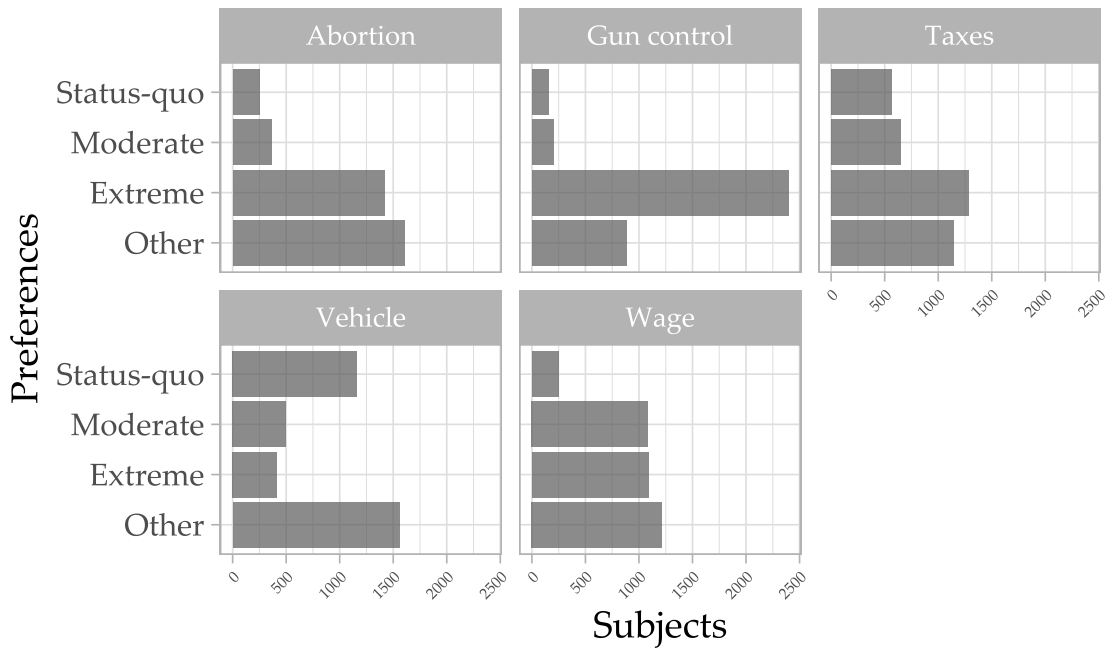 Abortion
Gun control
Taxes
Status-quo
Moderate
Extreme
Other
0
500
1000
1500
2000
2500
Vehicle
Wage
Status-quo
Moderate
Extreme
Other
0
500
1000
1500
2000
2500
0
500
1000
1500
2000
2500
Preferences
Subjects